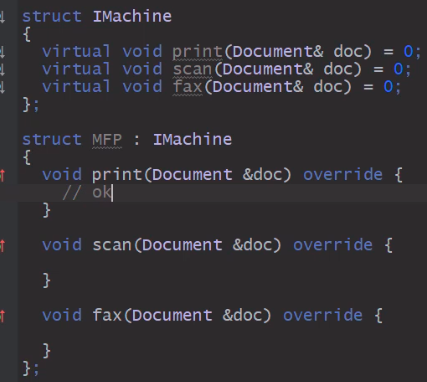 struct IMachine
{
  virtual void print(Document& doc) = 0;
  virtual void scan(Document& doc) = 0;
  virtual void fax(Document& doc) = 0;
};

struct MFP : IMachine
{
  void print(Document &doc) override {
    // ok
  }

  void scan(Document &doc) override {

  }

  void fax(Document &doc) override {

  }
};